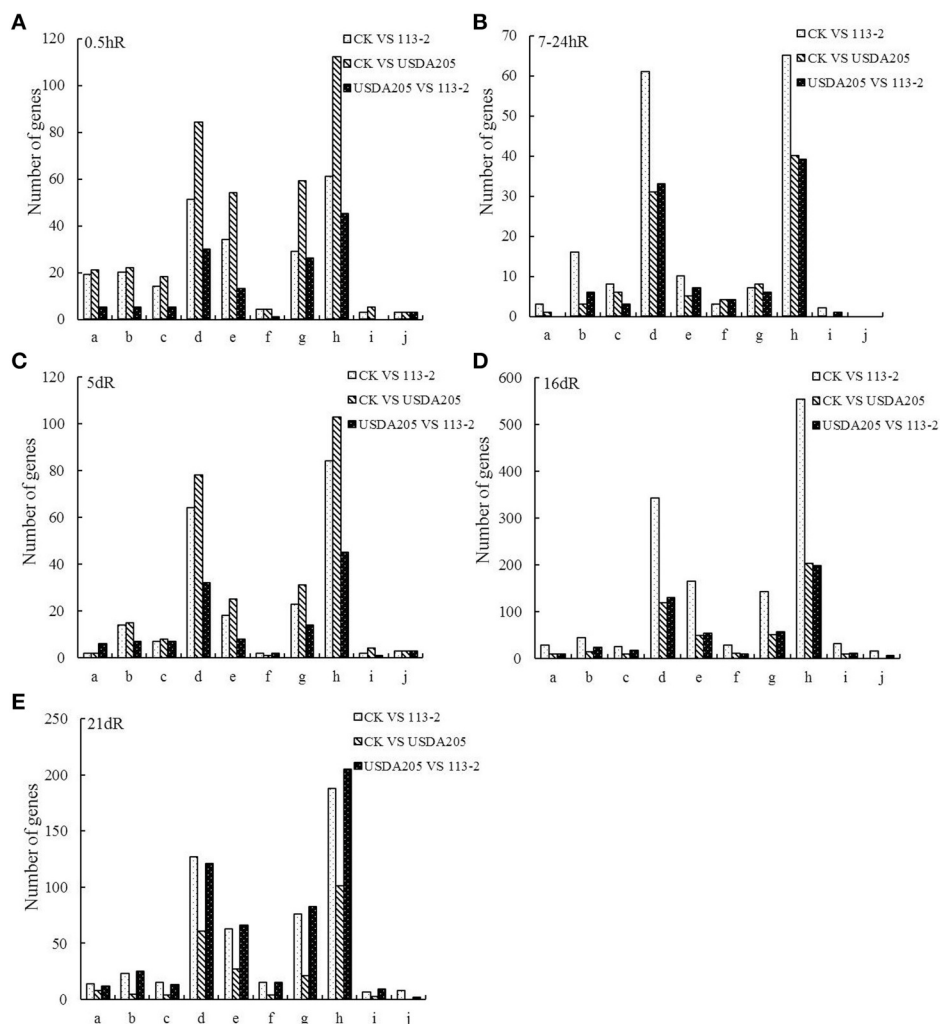 A
0.5hR
CK VS 113-2
CK VS USDA205
USDA205 VS 113-2
Number of genes
120
100
80
60
40
20
0
a b c d e f g h i j
B
7-24hR
CK VS 113-2
CK VS USDA205
USDA205 VS 113-2
Number of genes
70
60
50
40
30
20
10
0
a b c d e f g h i j
C
5dR
CK VS 113-2
CK VS USDA205
USDA205 VS 113-2
Number of genes
120
100
80
60
40
20
0
a b c d e f g h i j
D
16dR
CK VS 113-2
CK VS USDA205
USDA205 VS 113-2
Number of genes
600
500
400
300
200
100
0
a b c d e f g h i j
E
21dR
CK VS 113-2
CK VS USDA205
USDA205 VS 113-2
Number of genes
250
200
150
100
50
0
a b c d e f g h i j